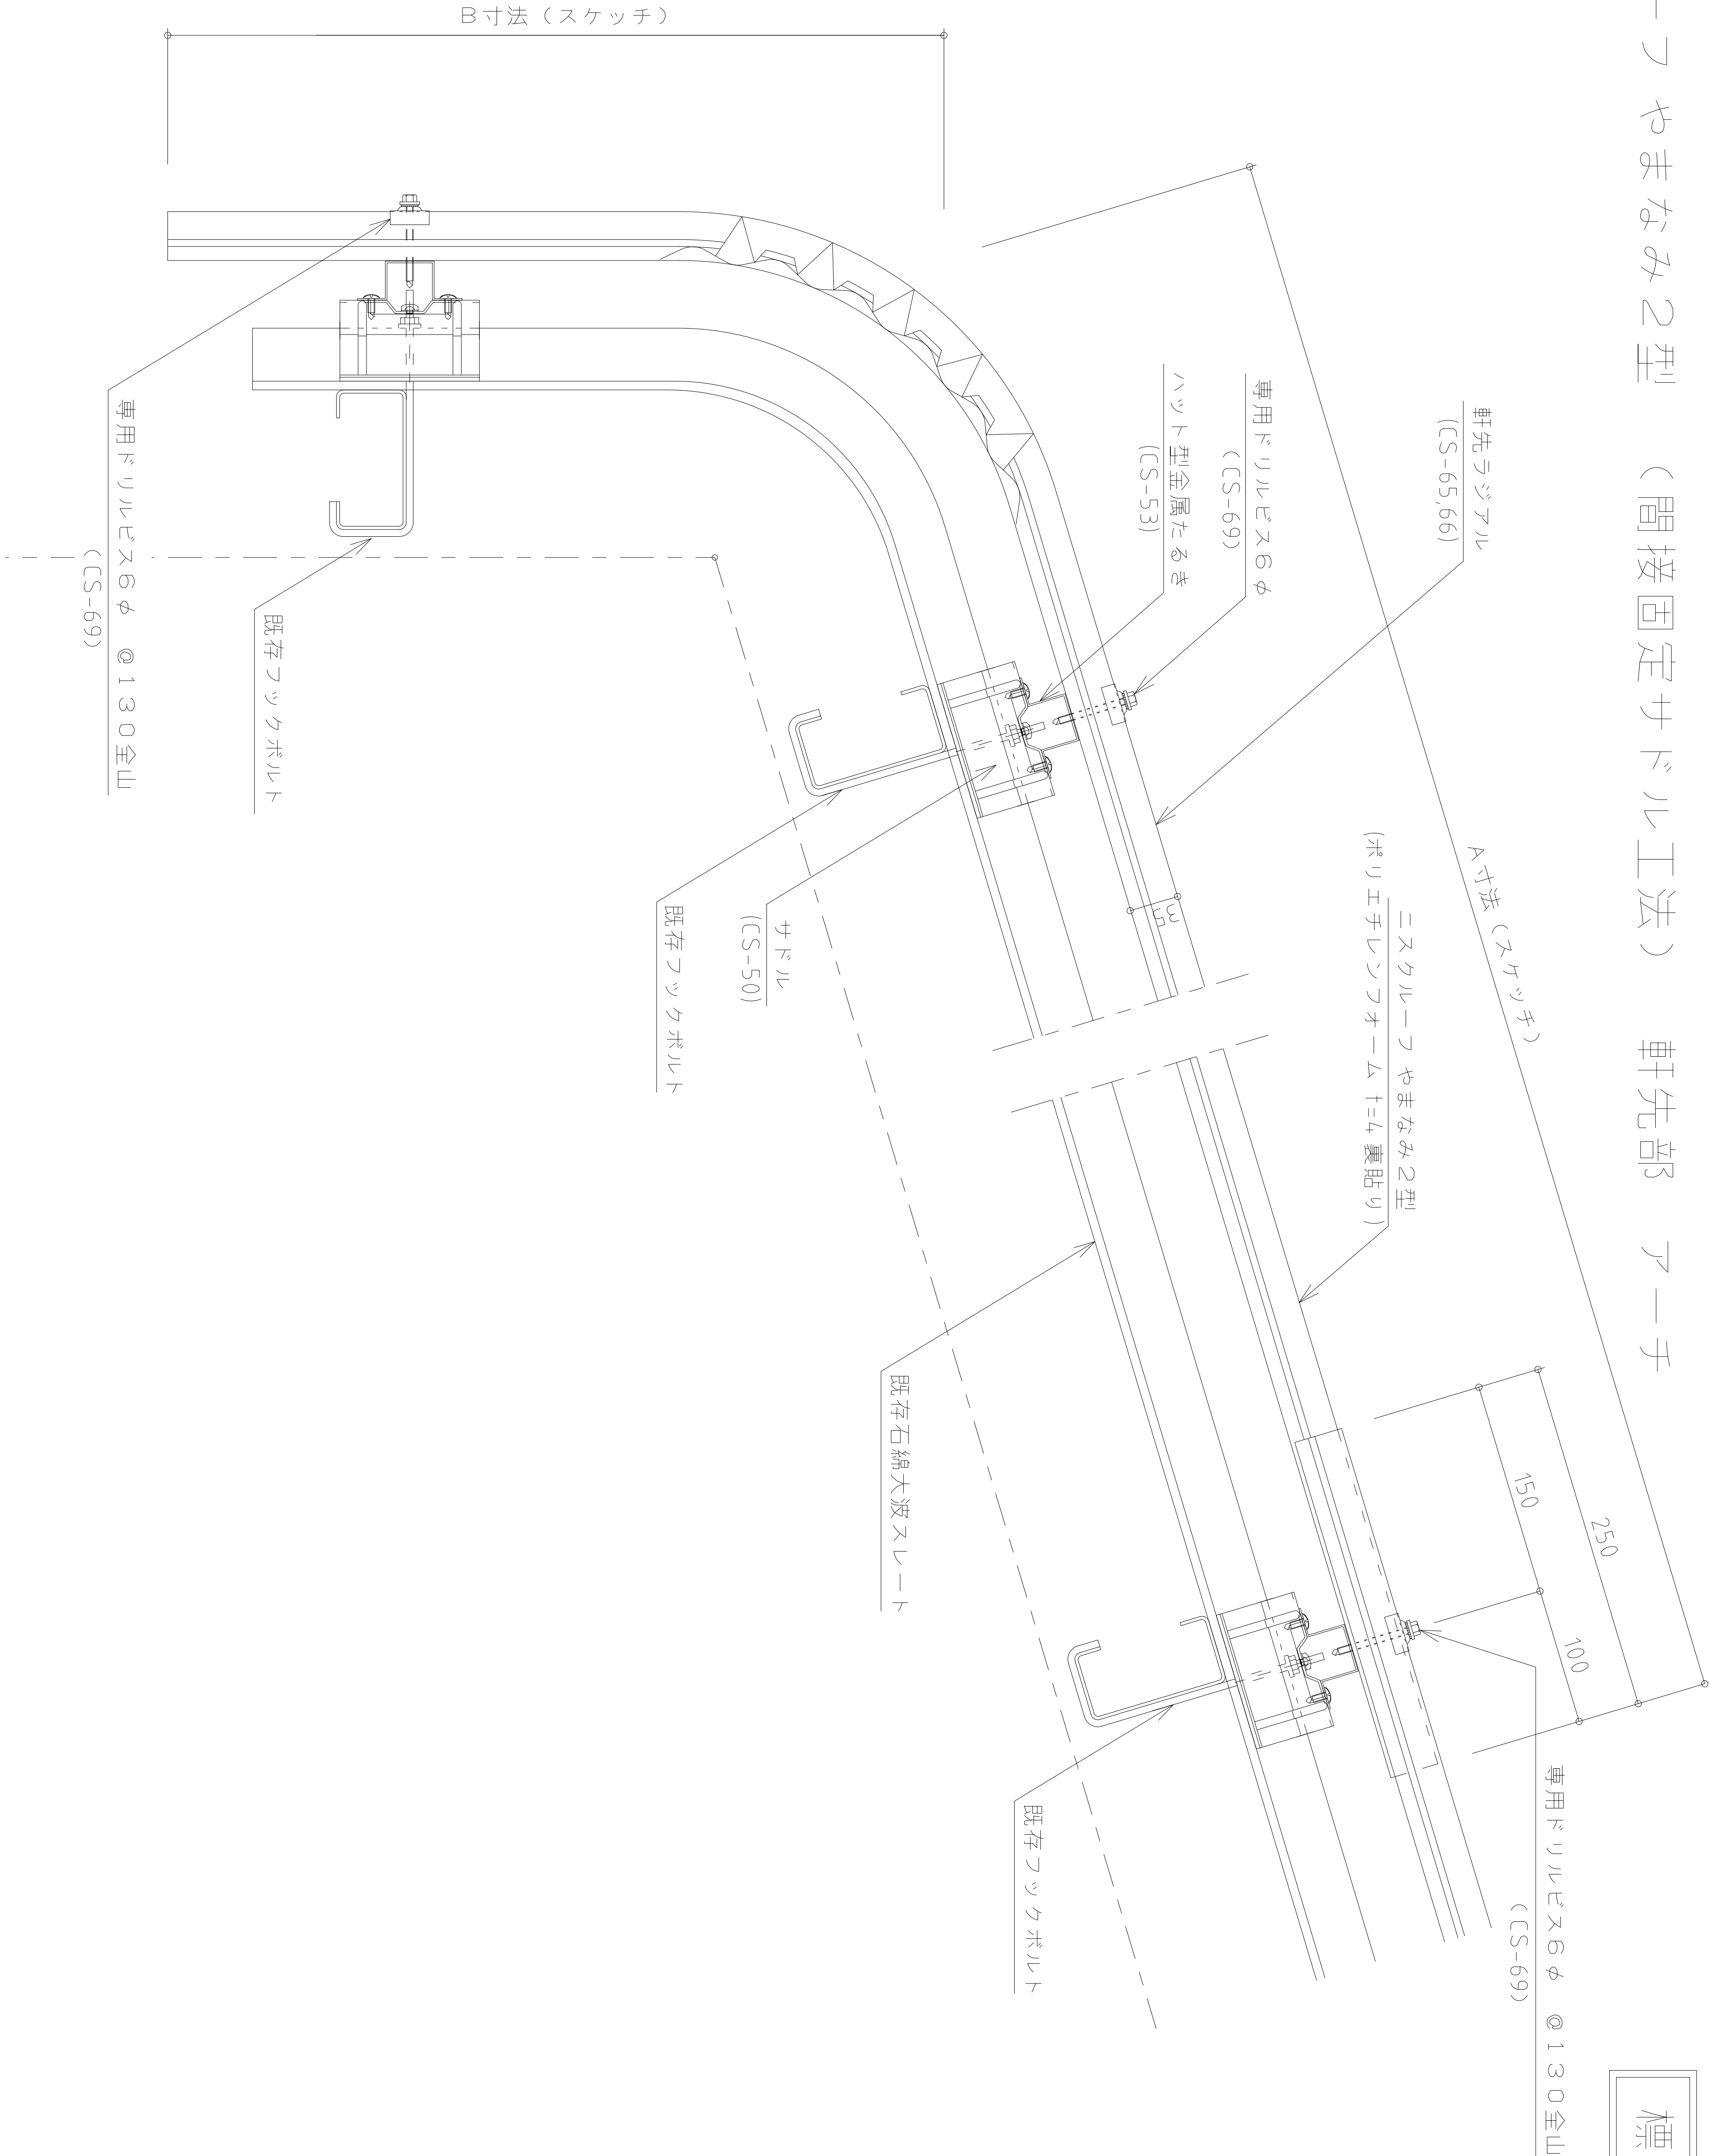 ーフ やまなみ２型 （間接固定サドル工法） 軒先部 アーチ
B寸法（スケッチ）
A寸法（スケッチ）
軒先ラジアル
(CS-65,66)
専用ドリルビス６φ
(CS-69)
ハット型金属たるき
(CS-53)
35
ニスクルーフ やまなみ２型
(ポリエチレンフォーム t=4 裏貼り)
150
250
100
専用ドリルビス６φ ＠１３０全山
(CS-69)
専用ドリルビス６φ ＠１３０全山
(CS-69)
既存フックボルト
既存フックボルト
サドル
(CS-50)
既存石綿大波スレート
既存フックボルト
標